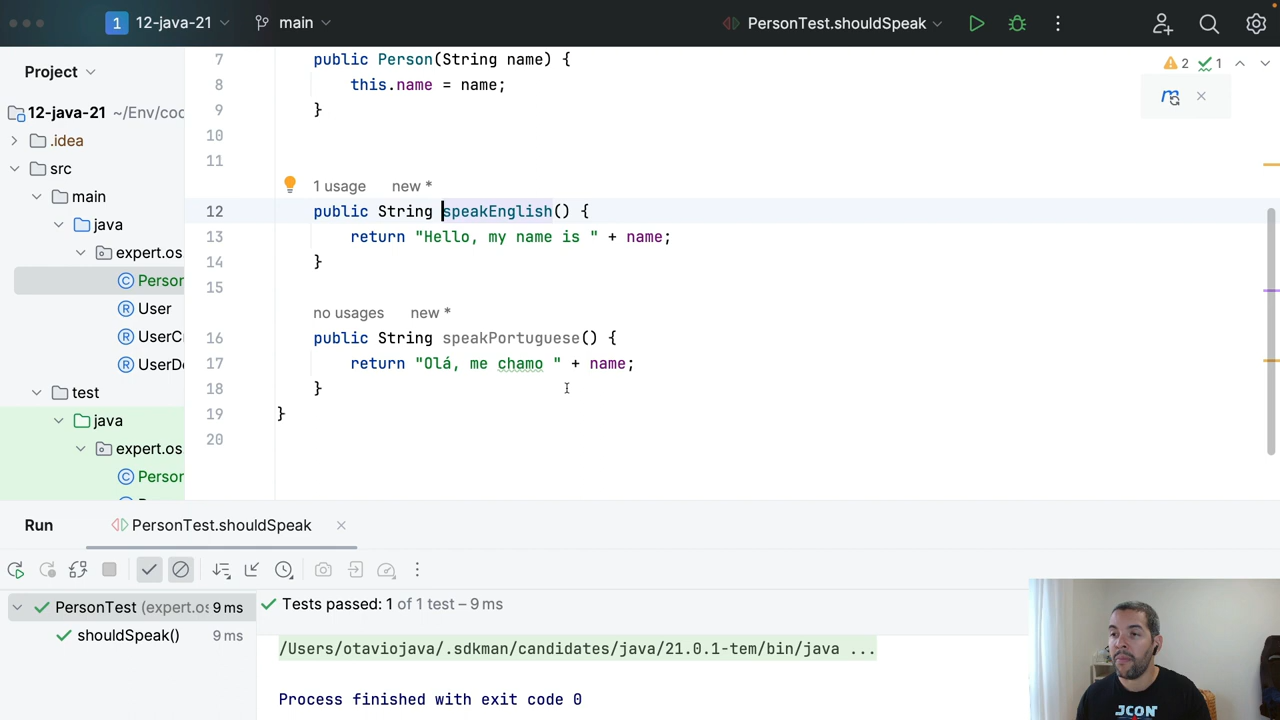 1 12-java-21 main PersonTest.shouldSpeak
Project
12-java-21 ~/Env/coc
.idea
src
main
java
expert.os
Person
User
UserCr
UserDe
test
java
expert.os
Person
2 1
7 public Person(String name) {
8 this.name = name;
9 }
10
11
1 usage new *
12 public String speakEnglish() {
13 return "Hello, my name is " + name;
14 }
15
no usages new *
16 public String speakPortuguese() {
17 return "Olá, me chamo " + name;
18 }
19 }
20
Run PersonTest.shouldSpeak
PersonTest (expert.os 9 ms
shouldSpeak() 9 ms
Tests passed: 1 of 1 test – 9 ms
/Users/otaviojava/.sdkman/candidates/java/21.0.1-tem/bin/java ...
Process finished with exit code 0
JCON